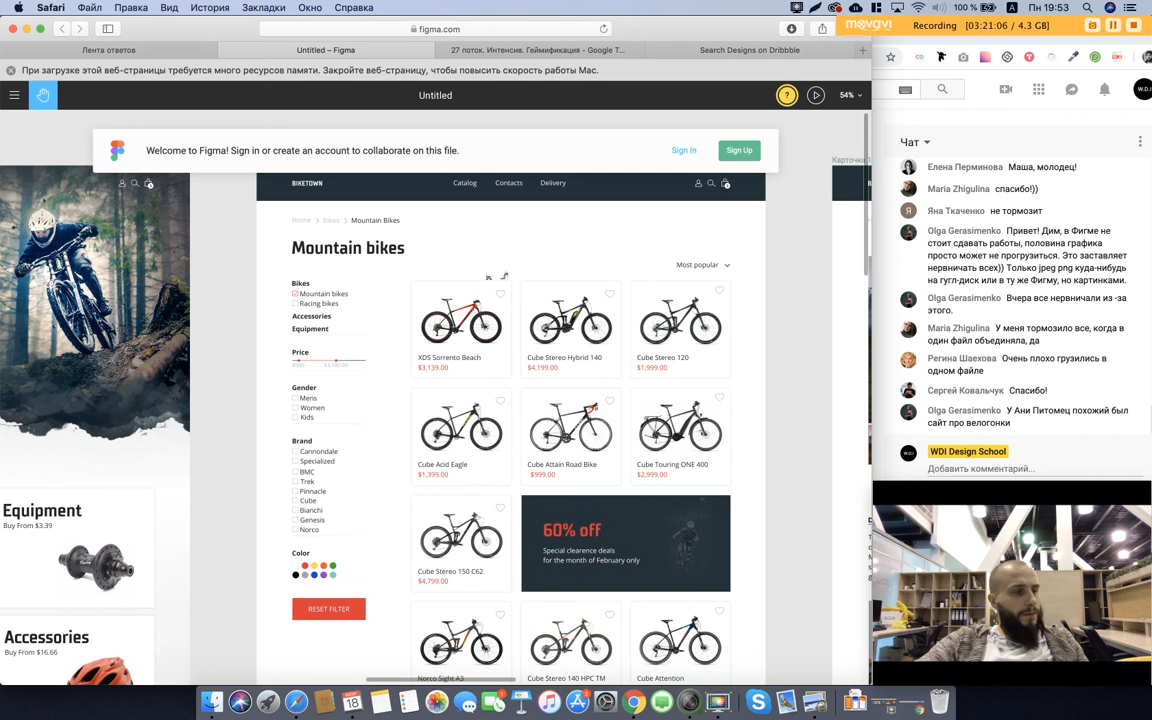 Safari Файл Правка Вид История Закладки Окно Справка
100 % Пн 19:53
movavi Recording [03:21:06 / 4.3 GB]
figma.com
Лента ответов
Untitled – Figma
27 поток. Интенсив. Геймификация - Google Т...
Search Designs on Dribbble
При загрузке этой веб-страницы требуется много ресурсов памяти. Закройте веб-страницу, чтобы повысить скорость работы Mac.
Untitled
? 54%
Welcome to Figma! Sign in or create an account to collaborate on this file.
Sign In
Sign Up
BIKETOWN
Catalog Contacts Delivery
Home Bikes Mountain Bikes
Mountain bikes
Most popular
Bikes
Mountain bikes
Racing bikes
Accessories
Equipment
Price
Gender
Mens
Women
Kids
Brand
Cannondale
Specialized
BMC
Trek
Pinnacle
Cube
Bianchi
Genesis
Norco
Color
RESET FILTER
XDS Sorrento Beach
$3,139.00
Cube Stereo Hybrid 140
$4,199.00
Cube Stereo 120
$1,999.00
Cube Acid Eagle
$1,399.00
Cube Attain Road Bike
$999.00
Cube Touring ONE 400
$2,999.00
Cube Stereo 150 C62
$4,799.00
60% off
Special clearence deals
for the month of February only
Norco Sight A3
Cube Stereo 140 HPC TM
Cube Attention
Equipment
Buy From $3.39
Accessories
Buy From $16.66
Чат
Елена Перминова Маша, молодец!
Maria Zhigulina спасибо!))
Яна Ткаченко не тормозит
Olga Gerasimenko Привет! Дим, в Фигме не
стоит сдавать работы, половина графика
просто может не прогрузиться. Это заставляет
нервничать всех)) Только jpeg png куда-нибудь
на гугл-диск или в ту же Фигму, но картинками.
Olga Gerasimenko Вчера все нервничали из -за
этого.
Maria Zhigulina У меня тормозило все, когда в
один файл объединяла, да
Регина Шаехова Очень плохо грузились в
одном файле
Сергей Ковальчук Спасибо!
Olga Gerasimenko У Ани Питомец похожий был
сайт про велогонки
WDI Design School
Добавить комментарий...
18